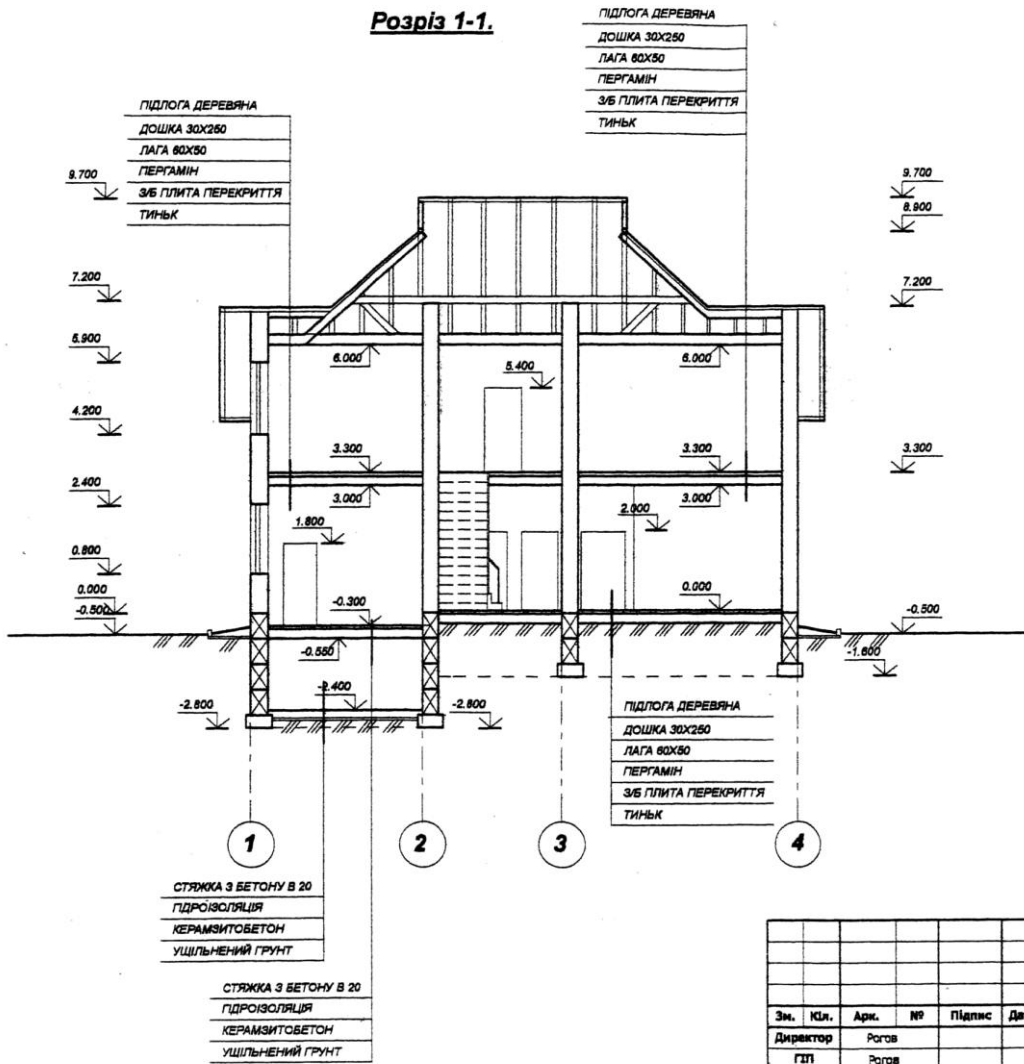 Розріз 1-1.
ПІДЛОГА ДЕРЕВЯНА
ДОШКА 30Х250
ЛАГА 60Х50
ПЕРГАМІН
З/Б ПЛИТА ПЕРЕКРИТТЯ
ТИНЬК
ПІДЛОГА ДЕРЕВЯНА
ДОШКА 30Х250
ЛАГА 60Х50
ПЕРГАМІН
З/Б ПЛИТА ПЕРЕКРИТТЯ
ТИНЬК
9.700
7.200
5.900
4.200
2.400
0.800
0.000
-0.500
9.700
8.900
7.200
3.300
-0.500
-1.600
6.000
5.400
6.000
3.300
3.300
3.000
3.000
1.800
2.000
-0.300
0.000
-0.550
-2.400
-2.800
-2.800
ПІДЛОГА ДЕРЕВЯНА
ДОШКА 30Х250
ЛАГА 60Х50
ПЕРГАМІН
З/Б ПЛИТА ПЕРЕКРИТТЯ
ТИНЬК
1 2 3 4
СТЯЖКА З БЕТОНУ В 20
ГІДРОІЗОЛЯЦІЯ
КЕРАМЗИТОБЕТОН
УЩІЛЬНЕНИЙ ГРУНТ
СТЯЖКА З БЕТОНУ В 20
ГІДРОІЗОЛЯЦІЯ
КЕРАМЗИТОБЕТОН
УЩІЛЬНЕНИЙ ГРУНТ
Зм. Кіл. Арк. № Підпис Да
Директор Рогов
ГІП Рогов